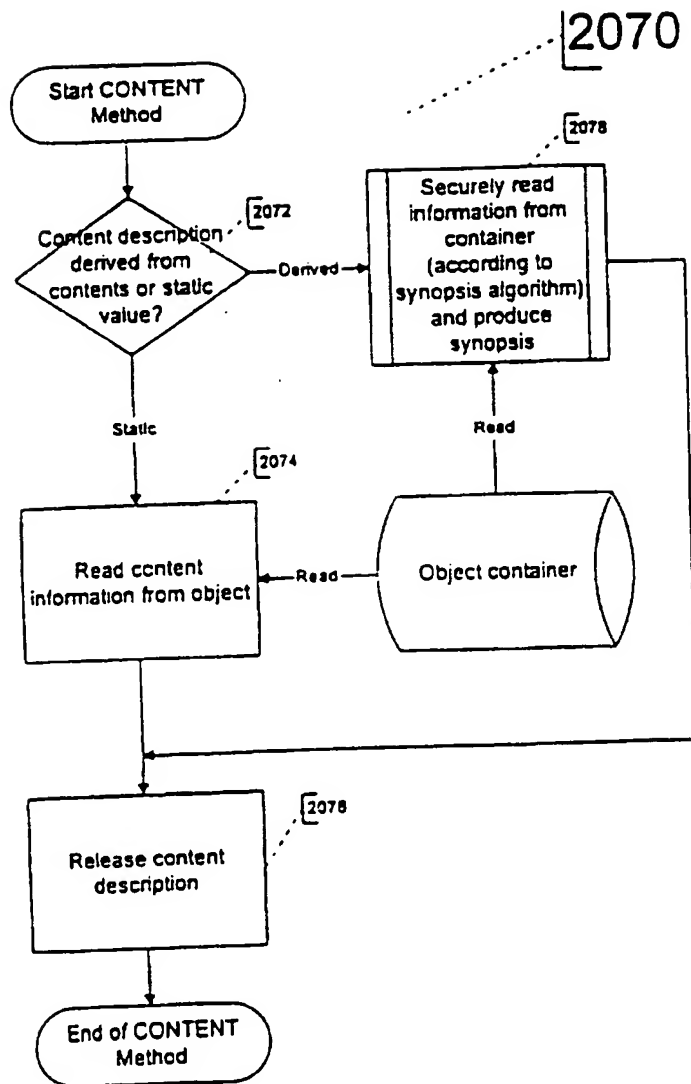 2070
Start CONTENT
Method
2078
2072
Content description
derived from
contents or static
value?
Derived
Securely read
information from
container
(according to
synopsis algorithm)
and produce
synopsis
Static
Read
2074
Read content
information from object
Read
Object container
2076
Release content
description
End of CONTENT
Method